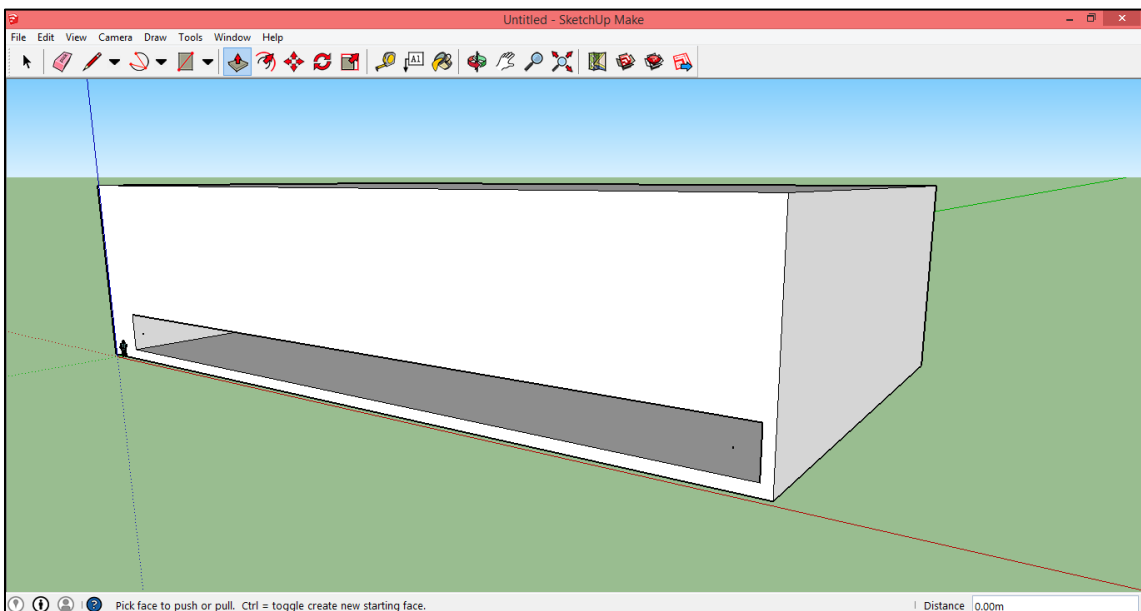 Untitled - SketchUp Make
File Edit View Camera Draw Tools Window Help
A1
Pick face to push or pull. Ctrl = toggle create new starting face.
Distance 0.00m